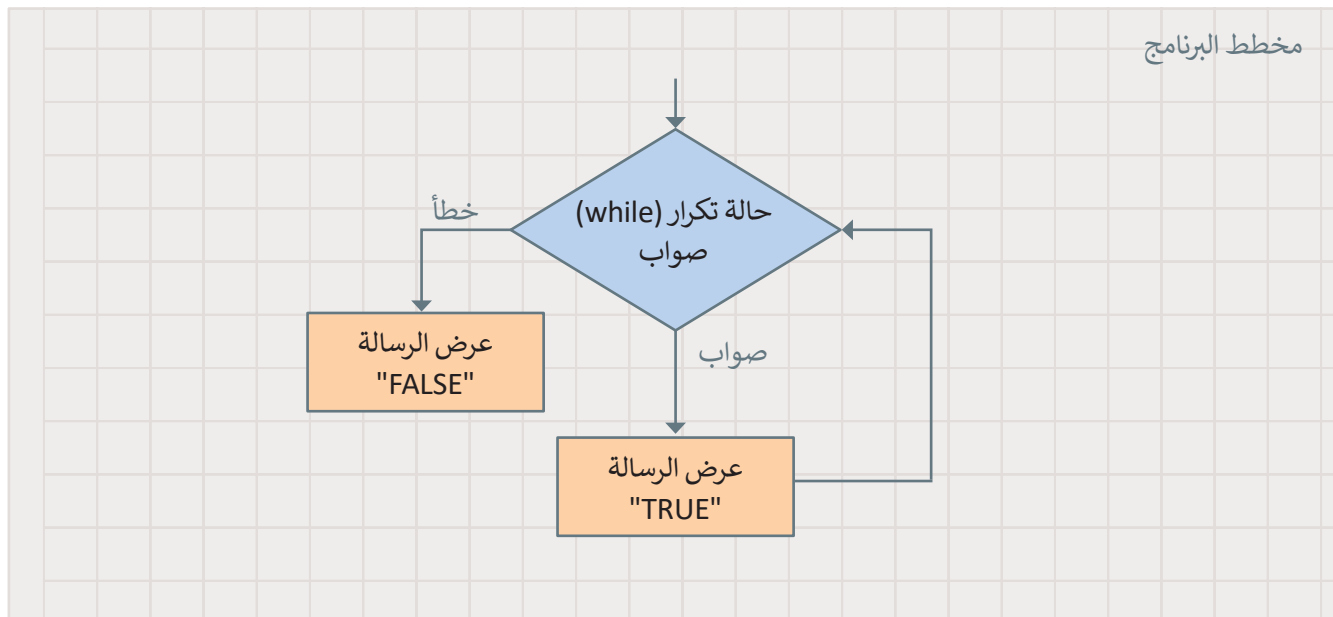 مخطط البرنامج
حالة تكرار (while)
صواب
خطأ
عرض الرسالة
"FALSE"
صواب
عرض الرسالة
"TRUE"